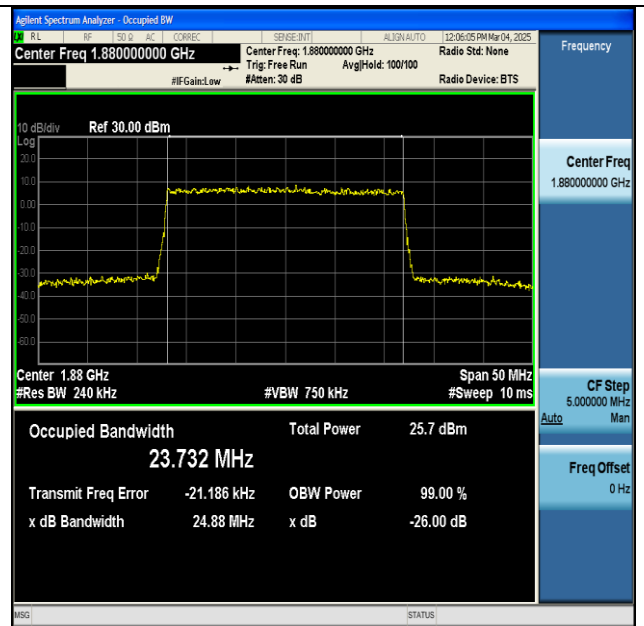 Agilent Spectrum Analyzer - Occupied BW
LXI RL RF 50 Ω AC CORREC SENSE:INT ALIGN AUTO 12:06:05 PM Mar 04, 2025
Center Freq 1.880000000 GHz
Center Freq: 1.880000000 GHz Radio Std: None
Trig: Free Run Avg|Hold: 100/100
#IFGain:Low #Atten: 30 dB Radio Device: BTS
Frequency
10 dB/div Ref 30.00 dBm
Log
20.0
10.0
0.00
-10.0
-20.0
-30.0
-40.0
-50.0
-60.0
Center 1.88 GHz Span 50 MHz
#Res BW 240 kHz #VBW 750 kHz #Sweep 10 ms
Occupied Bandwidth Total Power 25.7 dBm
23.732 MHz
Transmit Freq Error -21.186 kHz OBW Power 99.00 %
x dB Bandwidth 24.88 MHz x dB -26.00 dB
Center Freq
1.880000000 GHz
CF Step
5.000000 MHz
Auto Man
Freq Offset
0 Hz
MSG STATUS